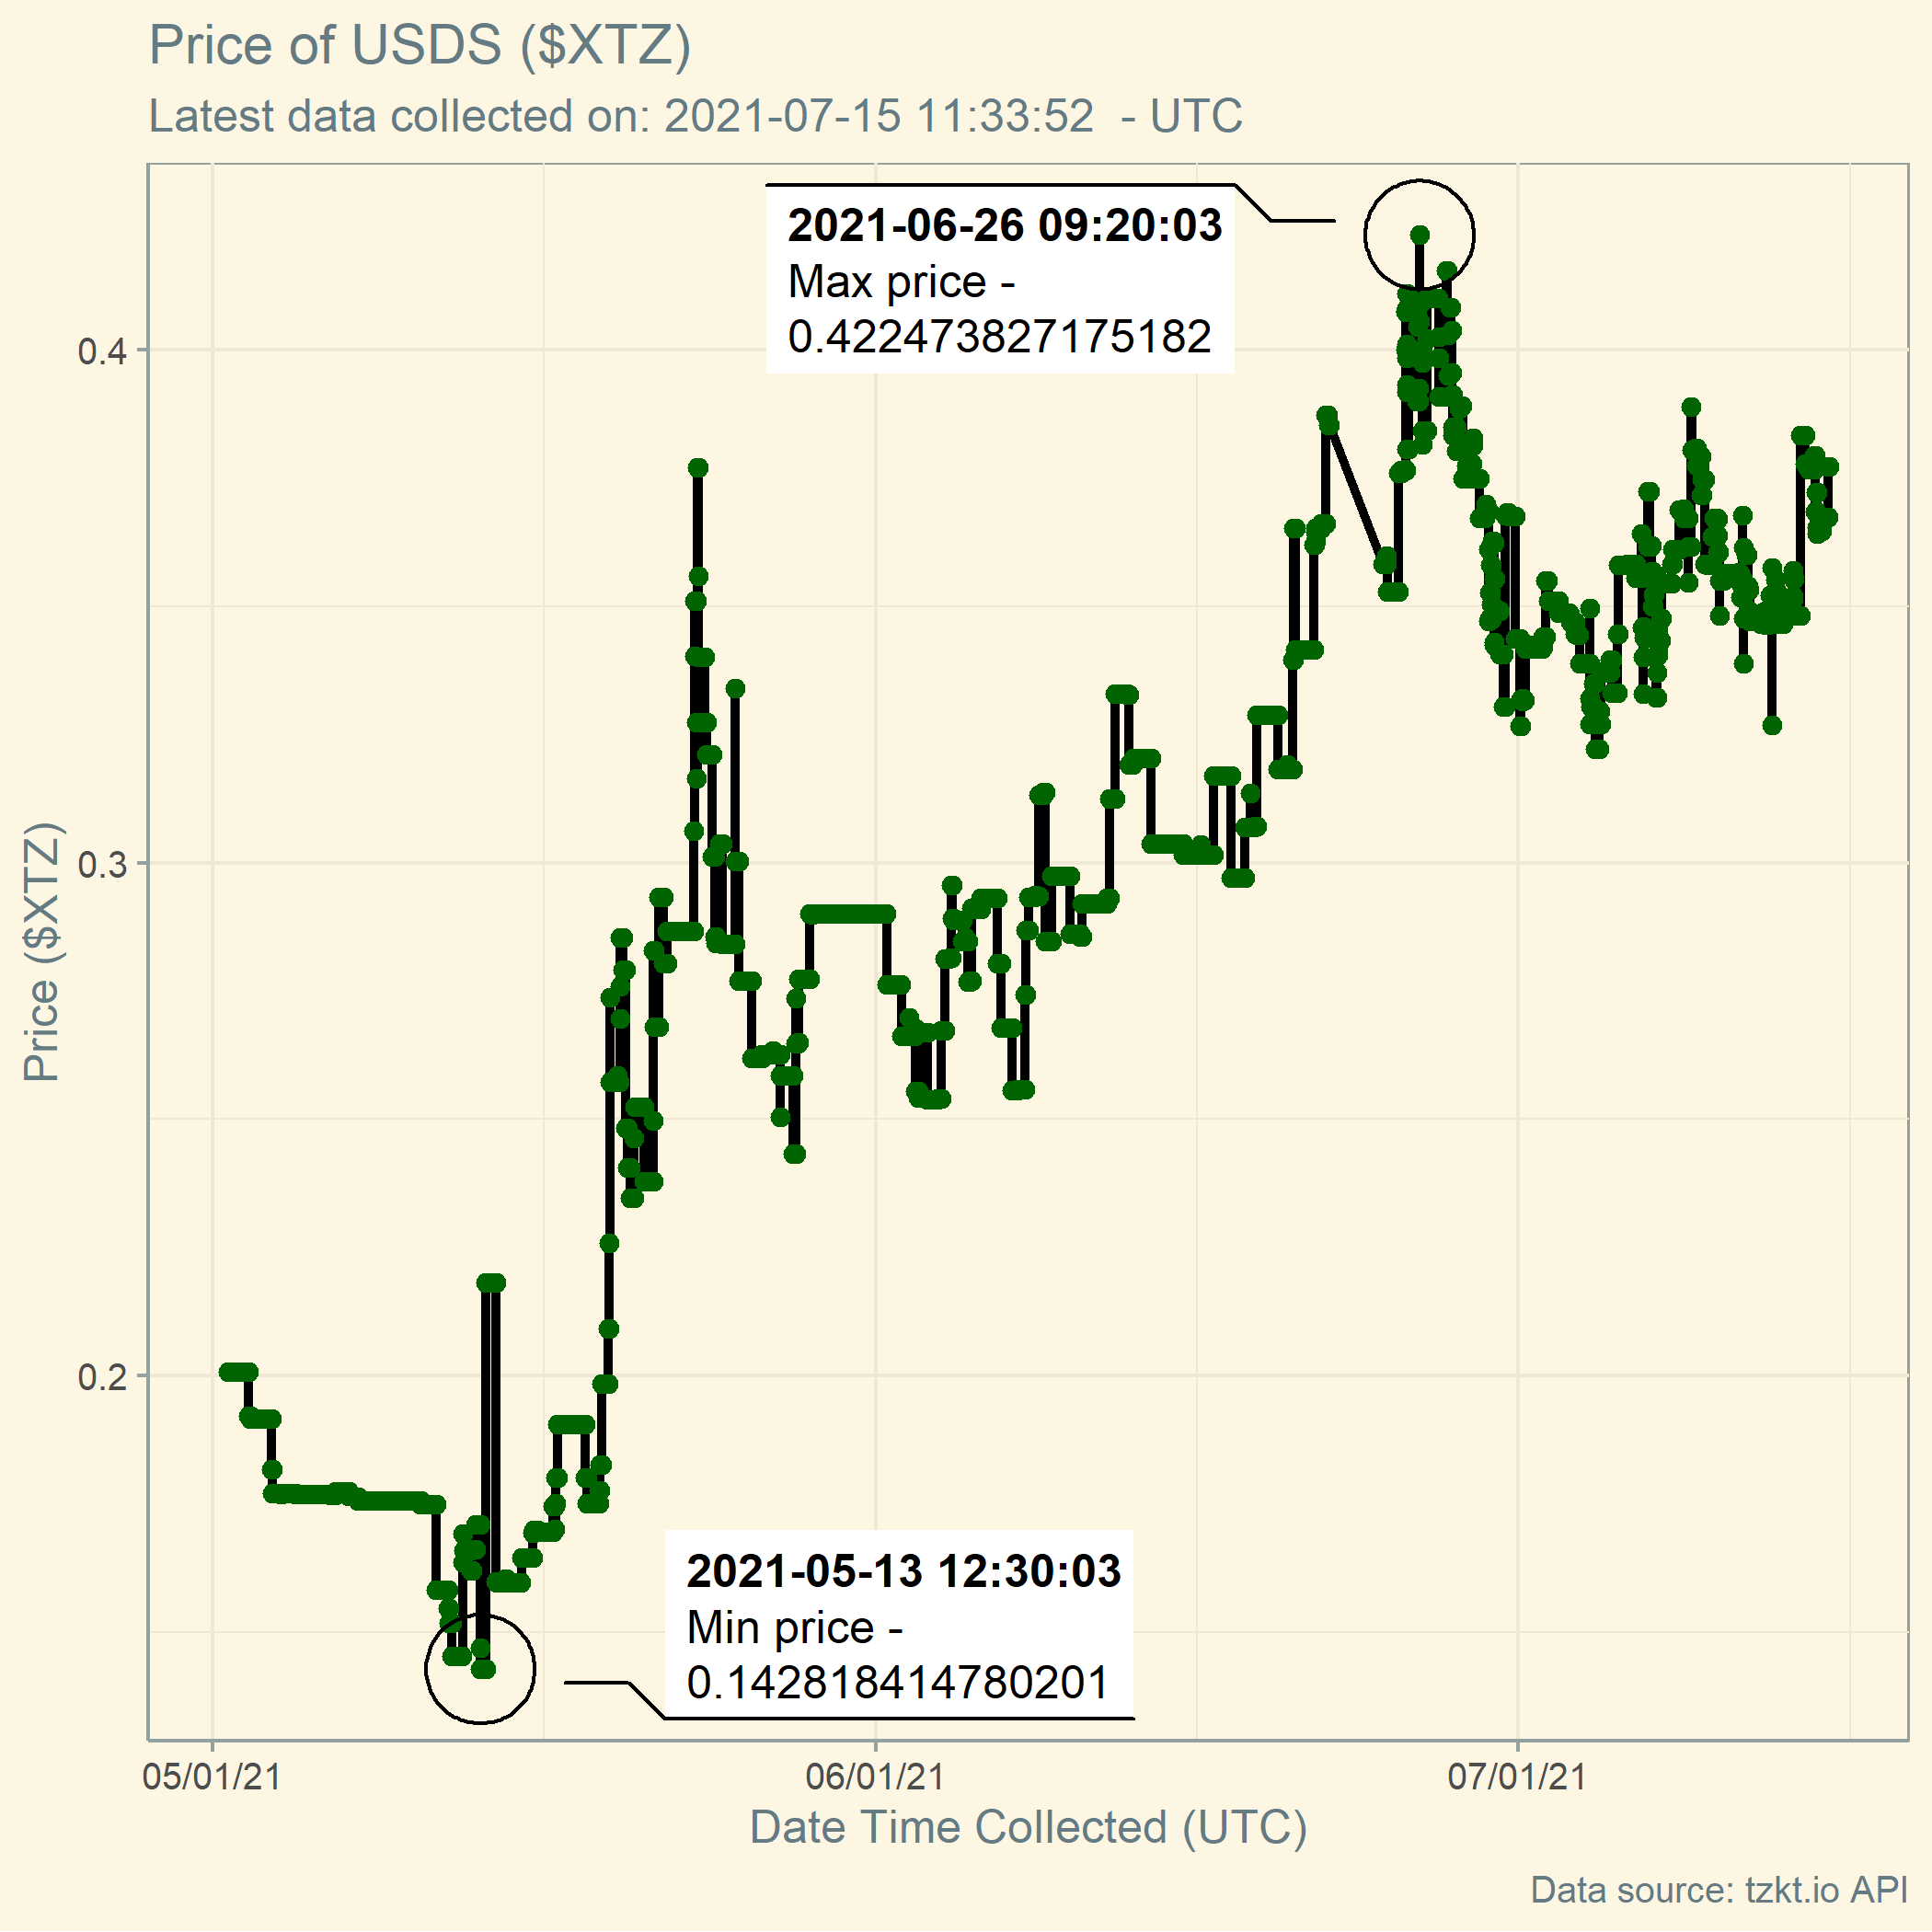 Price of USDS ($XTZ)
Latest data collected on: 2021-07-15 11:33:52  - UTC
2021-06-26 09:20:03
Max price -
0.422473827175182
0.4
0.3
0.2
Price ($XTZ)
2021-05-13 12:30:03
Min price -
0.142818414780201
05/01/21
06/01/21
07/01/21
Date Time Collected (UTC)
Data source: tzkt.io API